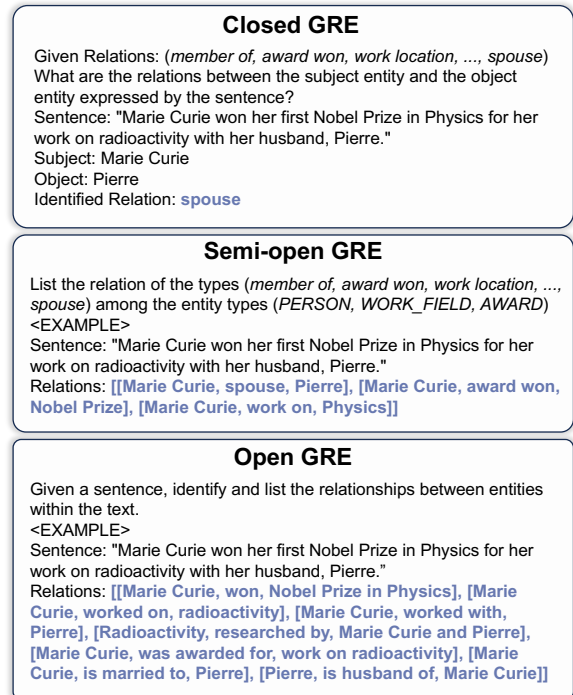 Closed GRE
Given Relations: (member of, award won, work location, ..., spouse)
What are the relations between the subject entity and the object
entity expressed by the sentence?
Sentence: "Marie Curie won her first Nobel Prize in Physics for her
work on radioactivity with her husband, Pierre."
Subject: Marie Curie
Object: Pierre
Identified Relation: spouse
Semi-open GRE
List the relation of the types (member of, award won, work location, ...,
spouse) among the entity types (PERSON, WORK_FIELD, AWARD)
<EXAMPLE>
Sentence: "Marie Curie won her first Nobel Prize in Physics for her
work on radioactivity with her husband, Pierre."
Relations: [[Marie Curie, spouse, Pierre], [Marie Curie, award won,
Nobel Prize], [Marie Curie, work on, Physics]]
Open GRE
Given a sentence, identify and list the relationships between entities
within the text.
<EXAMPLE>
Sentence: "Marie Curie won her first Nobel Prize in Physics for her
work on radioactivity with her husband, Pierre.”
Relations: [[Marie Curie, won, Nobel Prize in Physics], [Marie
Curie, worked on, radioactivity], [Marie Curie, worked with,
Pierre], [Radioactivity, researched by, Marie Curie and Pierre],
[Marie Curie, was awarded for, work on radioactivity], [Marie
Curie, is married to, Pierre], [Pierre, is husband of, Marie Curie]]